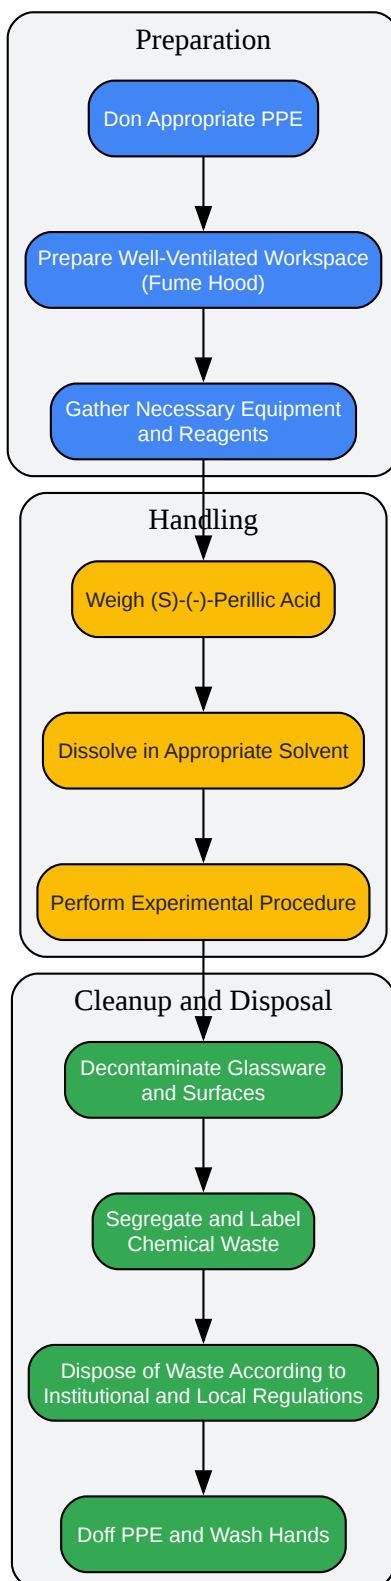 Preparation
Don Appropriate PPE
Prepare Well-Ventilated Workspace
(Fume Hood)
Gather Necessary Equipment
and Reagents
Handling
Weigh (S)-(-)-Perillic Acid
Dissolve in Appropriate Solvent
Perform Experimental Procedure
Cleanup and Disposal
Decontaminate Glassware
and Surfaces
Segregate and Label
Chemical Waste
Dispose of Waste According to
Institutional and Local Regulations
Doff PPE and Wash Hands